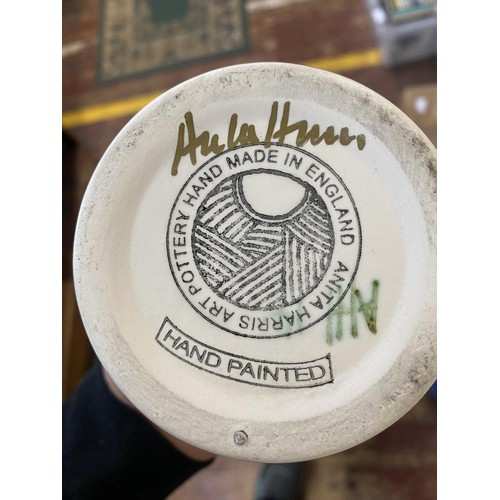 Anita Harris
ANITA HARRIS ART POTTERY HAND MADE IN ENGLAND
HAND PAINTED